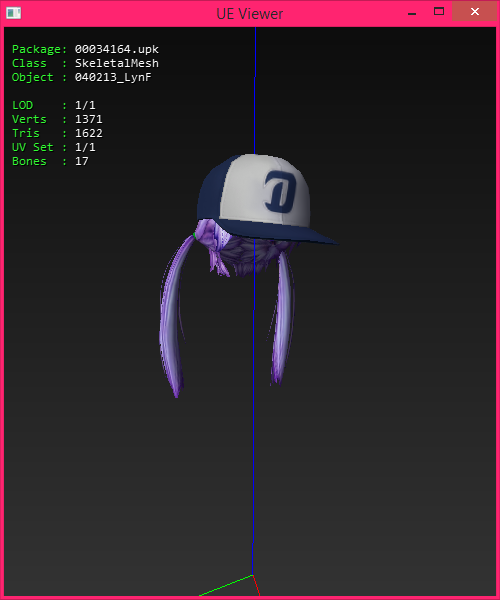 UE Viewer
Package: 00034164.upk
Class : SkeletalMesh
Object : 040213_LynF
LOD : 1/1
Verts : 1371
Tris : 1622
UV Set : 1/1
Bones : 17
D